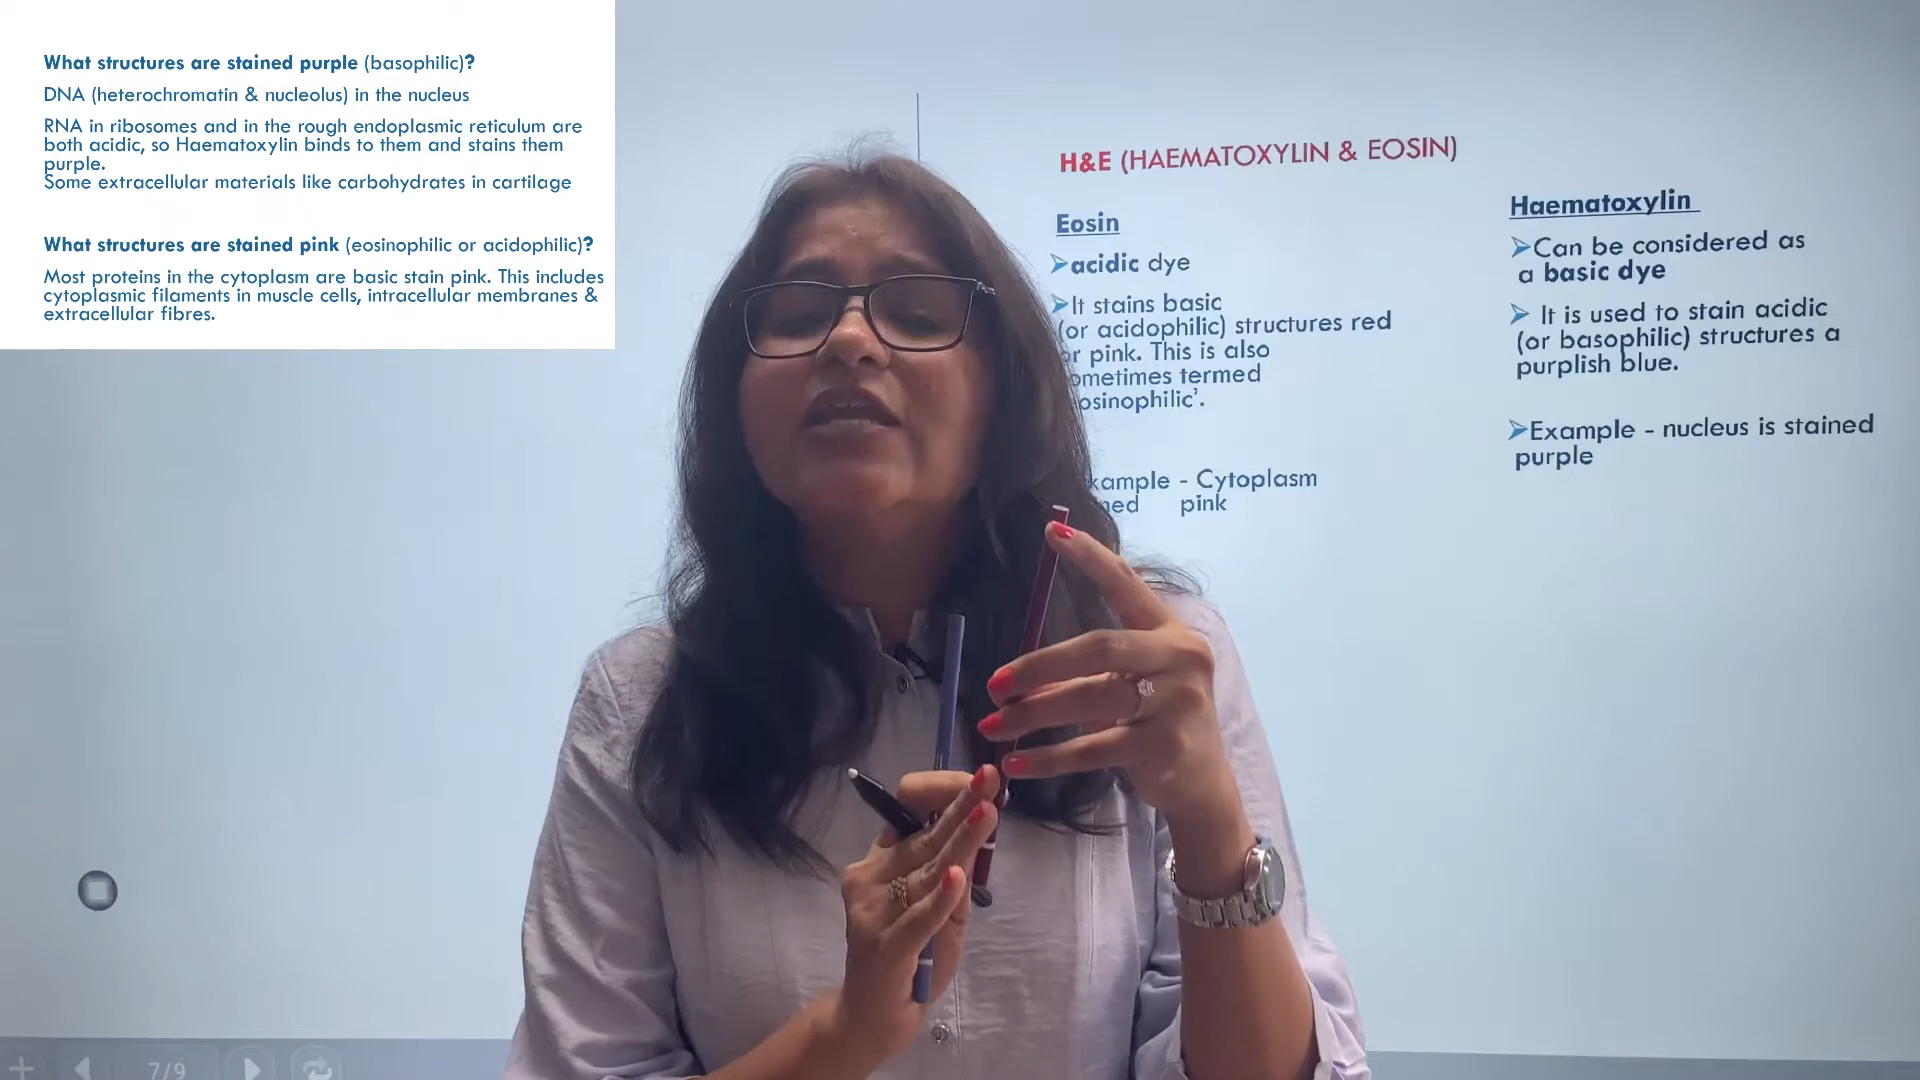 What structures are stained purple (basophilic)?
DNA (heterochromatin & nucleolus) in the nucleus
RNA in ribosomes and in the rough endoplasmic reticulum are
both acidic, so Haematoxylin binds to them and stains them
purple.
Some extracellular materials like carbohydrates in cartilage
What structures are stained pink (eosinophilic or acidophilic)?
Most proteins in the cytoplasm are basic stain pink. This includes
cytoplasmic filaments in muscle cells, intracellular membranes &
extracellular fibres.
H&E (HAEMATOXYLIN & EOSIN)
Eosin
➢acidic dye
➢It stains basic
(or acidophilic) structures red
or pink. This is also
ometimes termed
osinophilic’.
xample - Cytoplasm
ned pink
Haematoxylin
➢Can be considered as
a basic dye
➢ It is used to stain acidic
(or basophilic) structures a
purplish blue.
➢Example - nucleus is stained
purple
7/9